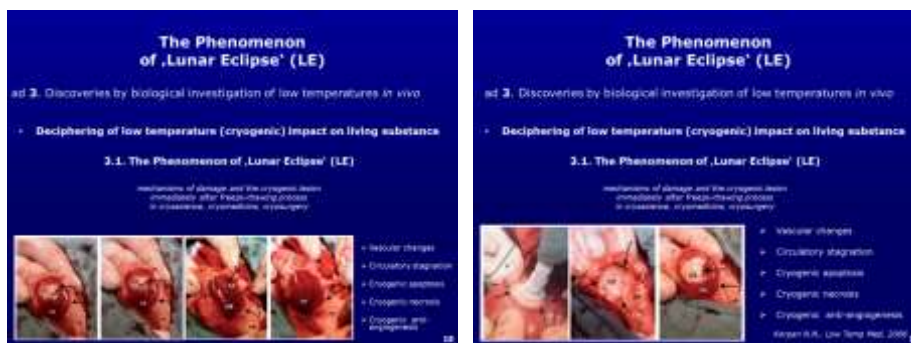 The Phenomenon
of ‚Lunar Eclipse' (LE)
ad 3. Discoveries by biological investigation of low temperatures in vivo
Deciphering of low temperature (cryogenic) impact on living substance
3.1. The Phenomenon of ‚Lunar Eclipse' (LE)
mechanisms of damage and the cryogenic lesion
immediately after freeze-thawing process
in cryoscience, cryomedicine, cryosurgery
➢ Vascular changes
➢ Circulatory stagnation
➢ Cryogenic apoptosis
➢ Cryogenic necrosis
➢ Cryogenic anti-
angiogenesis
The Phenomenon
of ‚Lunar Eclipse' (LE)
ad 3. Discoveries by biological investigation of low temperatures in vivo
Deciphering of low temperature (cryogenic) impact on living substance
3.1. The Phenomenon of ‚Lunar Eclipse' (LE)
mechanisms of damage and the cryogenic lesion
immediately after freeze-thawing process
in cryoscience, cryomedicine, cryosurgery
➢ Vascular changes
➢ Circulatory stagnation
➢ Cryogenic apoptosis
➢ Cryogenic necrosis
➢ Cryogenic anti-angiogenesis
Korpan N.N. Low Temp Med. 2008